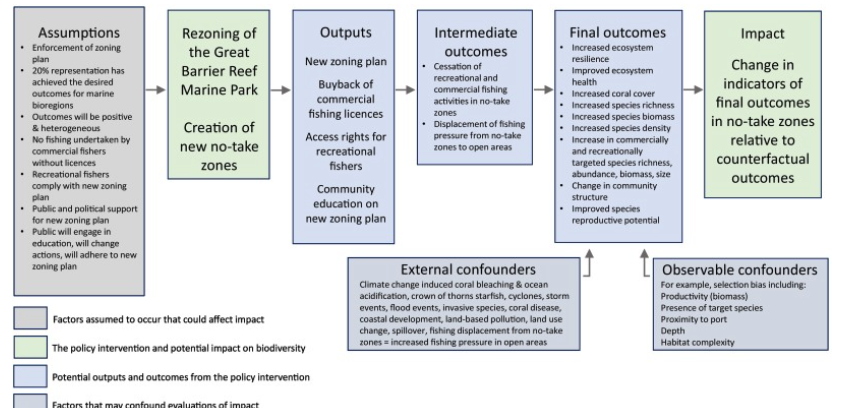 Assumptions
• Enforcement of zoning
plan
• 20% representation has
achieved the desired
outcomes for marine
bioregions
• Outcomes will be positive
& heterogeneous
• No fishing undertaken by
commercial fishers
without licences
• Recreational fishers
comply with new zoning
plan
• Public and political support
for new zoning plan
• Public will engage in
education, will change
actions, will adhere to new
zoning plan
Rezoning of
the Great
Barrier Reef
Marine Park
Creation of
new no-take
zones
Outputs
New zoning plan
Buyback of
commercial
fishing licences
Access rights for
recreational
fishers
Community
education on
new zoning plan
Intermediate
outcomes
• Cessation of
recreational and
commercial fishing
activities in no-take
zones
• Displacement of fishing
pressure from no-take
zones to open areas
Final outcomes
• Increased ecosystem
resilience
• Improved ecosystem
health
• Increased coral cover
• Increased species richness
• Increased species biomass
• Increased species density
• Increase in commercially
and recreationally
targeted species richness,
abundance, biomass, size
• Change in community
structure
• Improved species
reproductive potential
Impact
Change in
indicators of
final outcomes
in no-take zones
relative to
counterfactual
outcomes
External confounders
Climate change induced coral bleaching & ocean
acidification, crown of thorns starfish, cyclones, storm
events, flood events, invasive species, coral disease,
coastal development, land-based pollution, land use
change, spillover, fishing displacement from no-take
zones = increased fishing pressure in open areas
Observable confounders
For example, selection bias including:
Productivity (biomass)
Presence of target species
Proximity to port
Depth
Habitat complexity
Factors assumed to occur that could affect impact
The policy intervention and potential impact on biodiversity
Potential outputs and outcomes from the policy intervention
Factors that may confound evaluations of impact